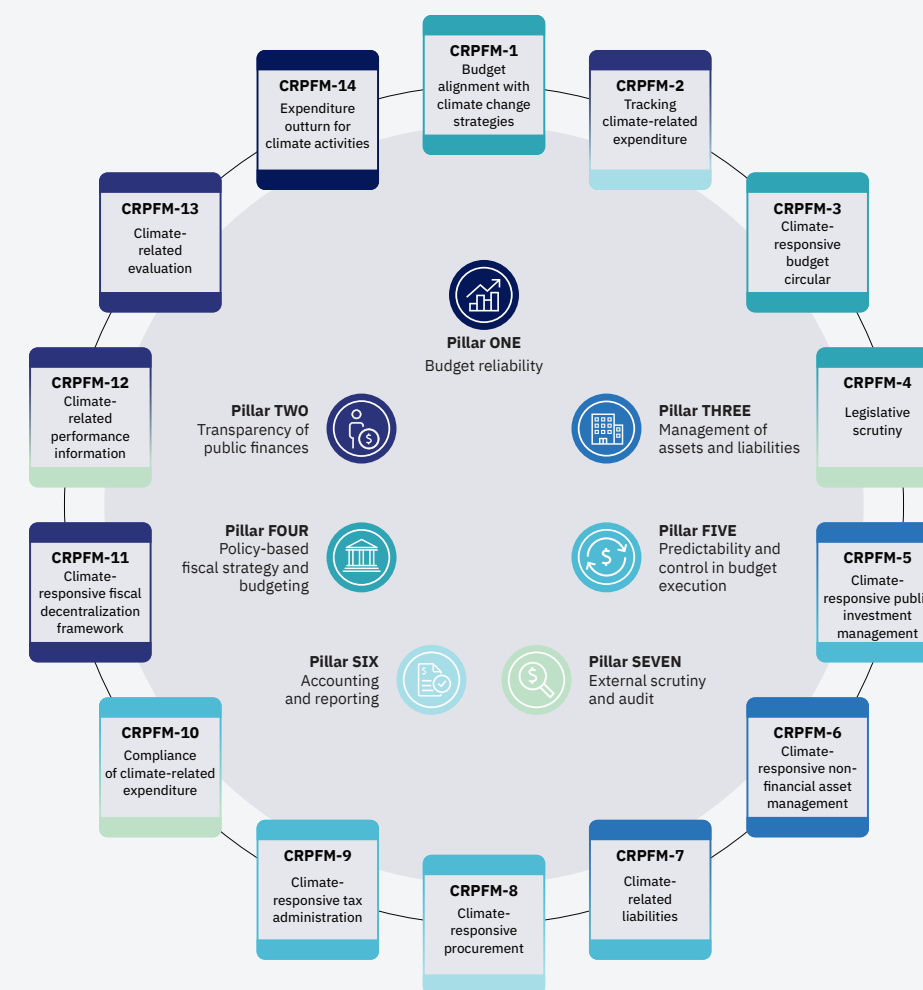 CRPFM-1
Budget
alignment with
climate change
strategies
CRPFM-2
Tracking
climate-related
expenditure
CRPFM-3
Climate-
responsive
budget
circular
CRPFM-4
Legislative
scrutiny
CRPFM-5
Climate-
responsive publi
investment
management
CRPFM-6
Climate-
responsive non-
financial asset
management
CRPFM-7
Climate-
related
liabilities
CRPFM-8
Climate-
responsive
procurement
CRPFM-9
Climate-
responsive tax
administration
CRPFM-10
Compliance
of climate-related
expenditure
CRPFM-11
Climate-
responsive fiscal
decentralization
framework
CRPFM-12
Climate-
related
performance
information
CRPFM-13
Climate-
related
evaluation
CRPFM-14
Expenditure
outturn for
climate activities
Pillar ONE
Budget reliability
Pillar TWO
Transparency of
public finances
$
Pillar THREE
Management of
assets and liabilities
Pillar FOUR
Policy-based
fiscal strategy and
budgeting
Pillar FIVE
Predictability and
control in budget
execution
$
Pillar SIX
Accounting
and reporting
$
Pillar SEVEN
External scrutiny
and audit
$